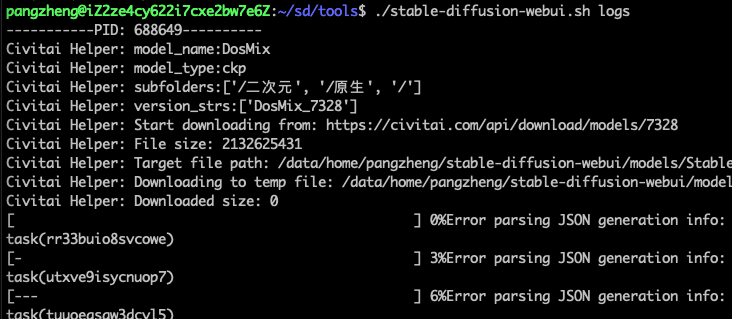 pangzheng@iZ2ze4cy622i7cxe2bw7e6Z:~/sd/tools$ ./stable-diffusion-webui.sh logs
-----------PID: 688649----------
Civitai Helper: model_name:DosMix
Civitai Helper: model_type:ckp
Civitai Helper: subfolders:['/二次元', '/原生', '/']
Civitai Helper: version_strs:['DosMix_7328']
Civitai Helper: Start downloading from: https://civitai.com/api/download/models/7328
Civitai Helper: File size: 2132625431
Civitai Helper: Target file path: /data/home/pangzheng/stable-diffusion-webui/models/Stable
Civitai Helper: Downloading to temp file: /data/home/pangzheng/stable-diffusion-webui/model
Civitai Helper: Downloaded size: 0
[ ] 0%Error parsing JSON generation info:
task(rr33buio8svcowe)
[- ] 3%Error parsing JSON generation info:
task(utxve9isycnuop7)
[--- ] 6%Error parsing JSON generation info: